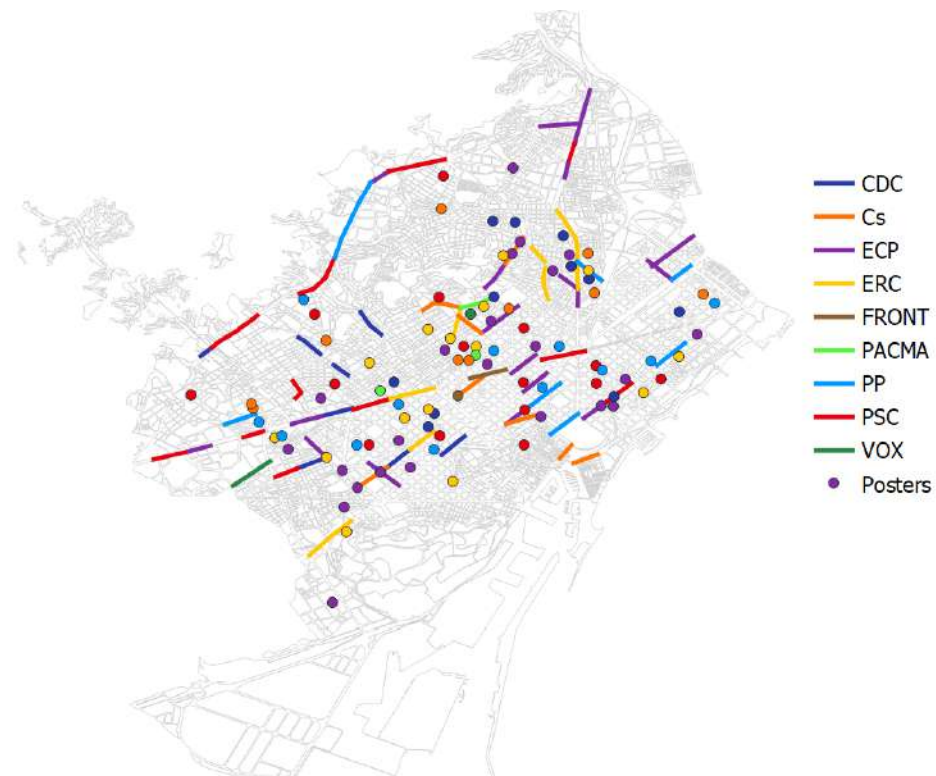 CDC
Cs
ECP
ERC
FRONT
PACMA
PP
PSC
VOX
Posters